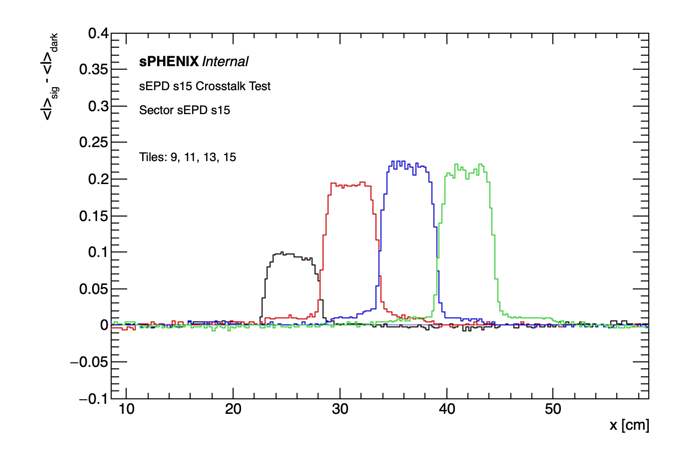 <I>sig - <I>dark
0.4
sPHENIX Internal
0.35
sEPD s15 Crosstalk Test
0.3
Sector sEPD s15
0.25
Tiles: 9, 11, 13, 15
0.2
0.15
0.1
0.05
0
−0.05
−0.1
10 20 30 40 50
x [cm]